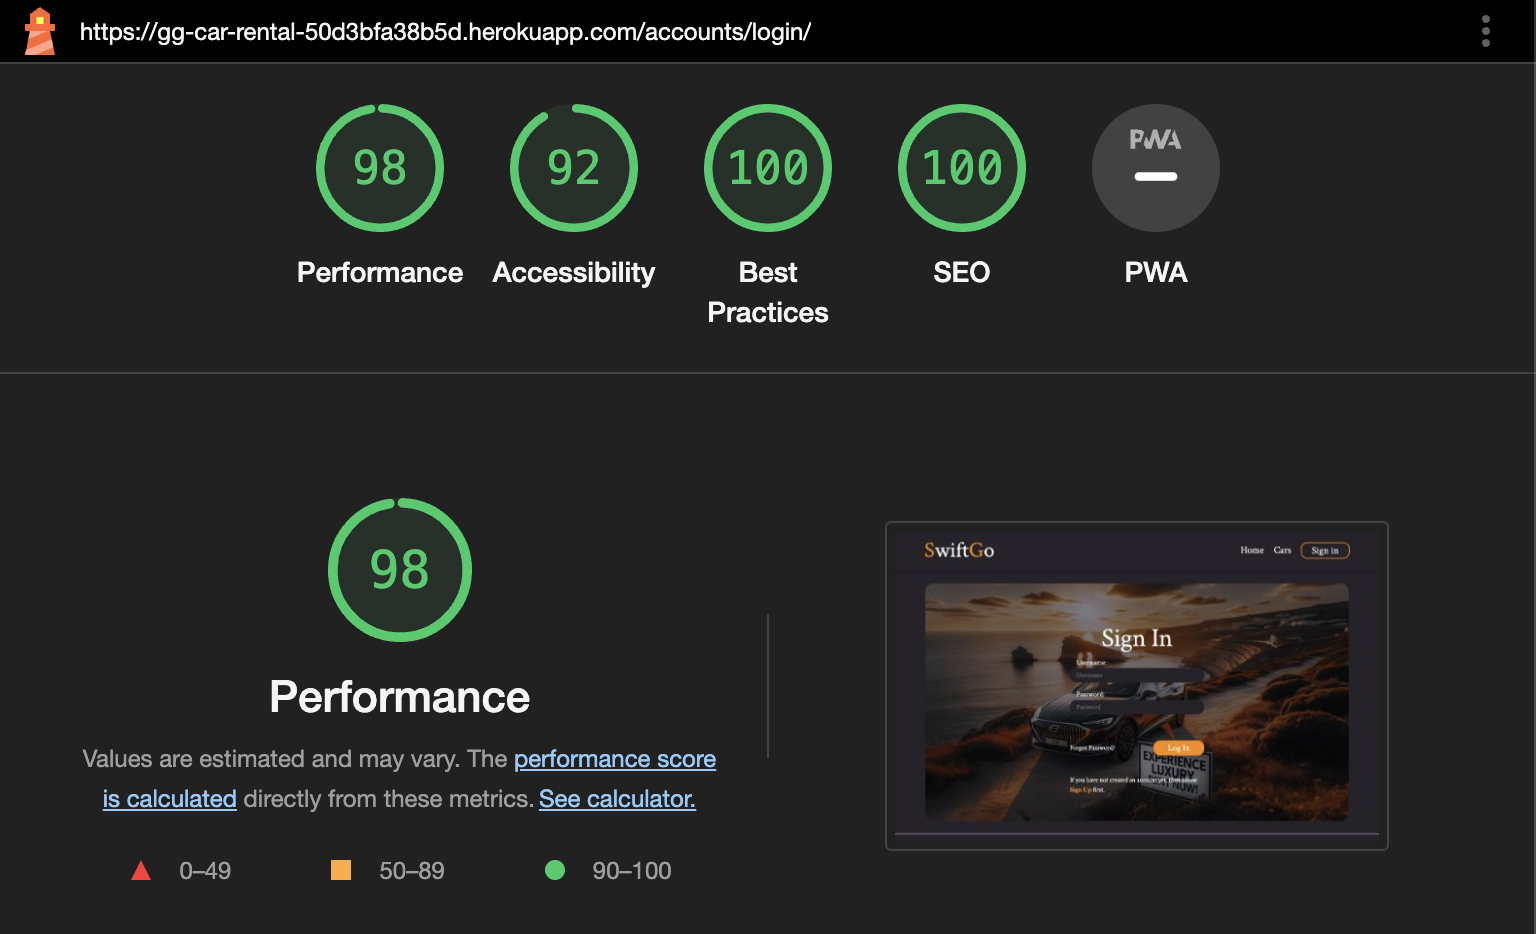 https://gg-car-rental-50d3bfa38b5d.herokuapp.com/accounts/login/
98
92
100
100
PWA
Performance
Accessibility
Best
Practices
SEO
PWA
98
Performance
Values are estimated and may vary. The performance score
is calculated directly from these metrics. See calculator.
0–49
50–89
90–100
SwiftGo
Home Cars Sign in
Sign In
Username:
Username
Password:
Password
Forgot Password?
Log In
EXPERIENCE
LUXURY
NOW!
If you have not created an account yet, then please
Sign Up first.